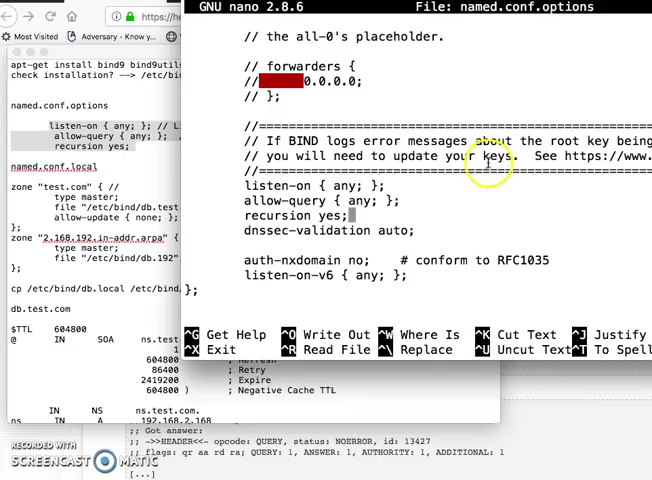 GNU nano 2.8.6 File: named.conf.options
// the all-0's placeholder.
// forwarders {
// 0.0.0.0;
// };
//=====================================================
// If BIND logs error messages about the root key being
// you will need to update your keys. See https://www.
//=====================================================
listen-on { any; };
allow-query { any; };
recursion yes;
dnssec-validation auto;
auth-nxdomain no; # conform to RFC1035
listen-on-v6 { any; };
};
^G Get Help ^O Write Out ^W Where Is ^K Cut Text ^J Justify
^X Exit ^R Read File ^\ Replace ^U Uncut Text ^T To Spell
https://he
Most Visited Adversary - Know y...
apt-get install bind9 bind9utils
check installation? --> /etc/bin
named.conf.options
listen-on { any; }; // L
allow-query { any; }; 
recursion yes;
named.conf.local
zone "test.com" { //
type master;
file "/etc/bind/db.test
allow-update { none; };
};
zone "2.168.192.in-addr.arpa" {
type master;
file "/etc/bind/db.192"
};
cp /etc/bind/db.local /etc/bind/
db.test.com
$TTL 604800
@ IN SOA ns.test
1
604800 ; Refresh
86400 ; Retry
2419200 ; Expire
604800 ) ; Negative Cache TTL
IN NS ns.test.com.
ns IN A 192.168.2.168
;; Got answer:
;; ->>HEADER<<- opcode: QUERY, status: NOERROR, id: 13427
;; flags: qr aa rd ra; QUERY: 1, ANSWER: 1, AUTHORITY: 1, ADDITIONAL: 1
[...]
RECORDED WITH
SCREENCAST MATIC